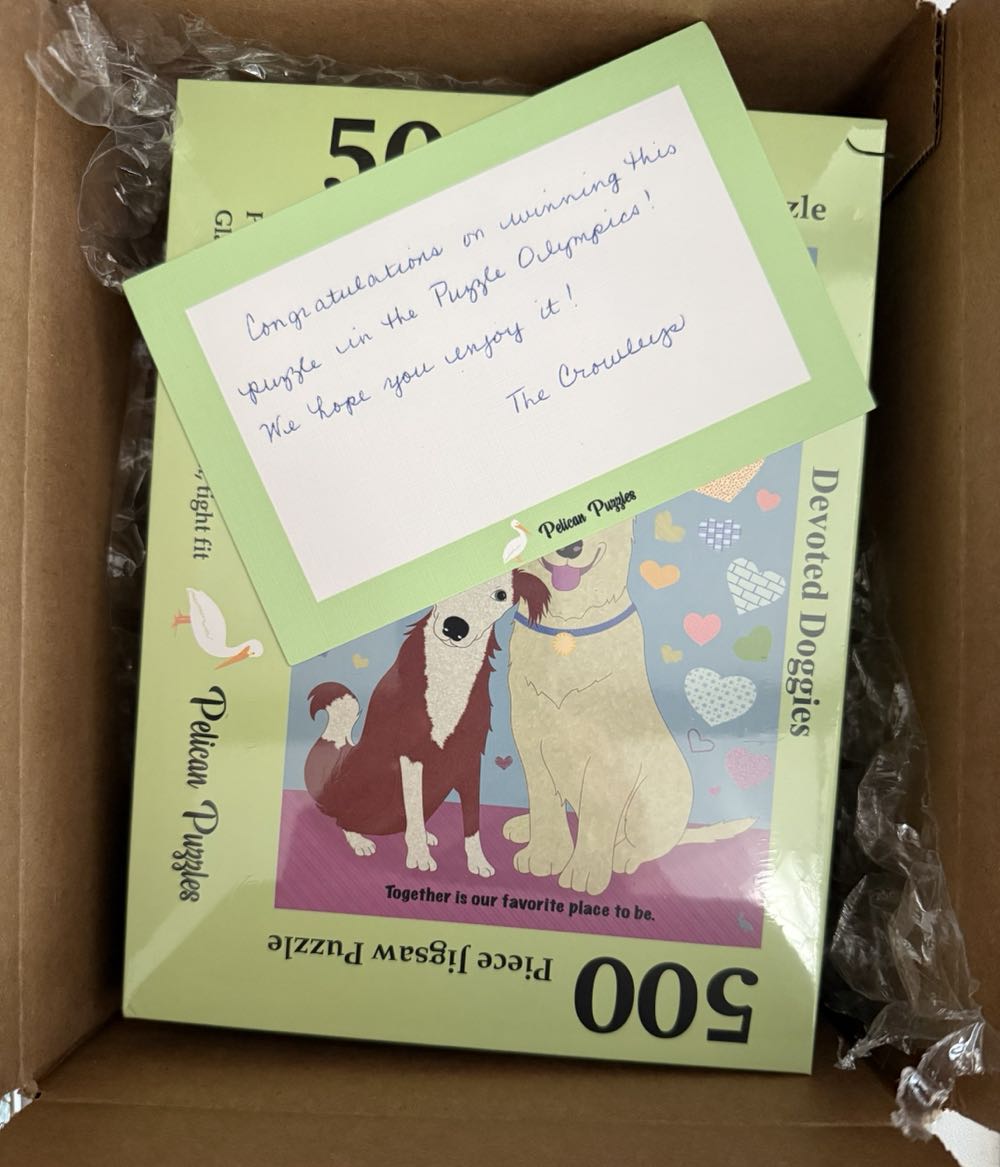 50
zle
Congratulations on winning this
puzzle in the Puzzle Olympics!
We hope you enjoy it!
The Crowleys
Pelican Puzzles
tight fit
Pelican Puzzles
Devoted Doggies
Together is our favorite place to be.
500
Piece Jigsaw Puzzle